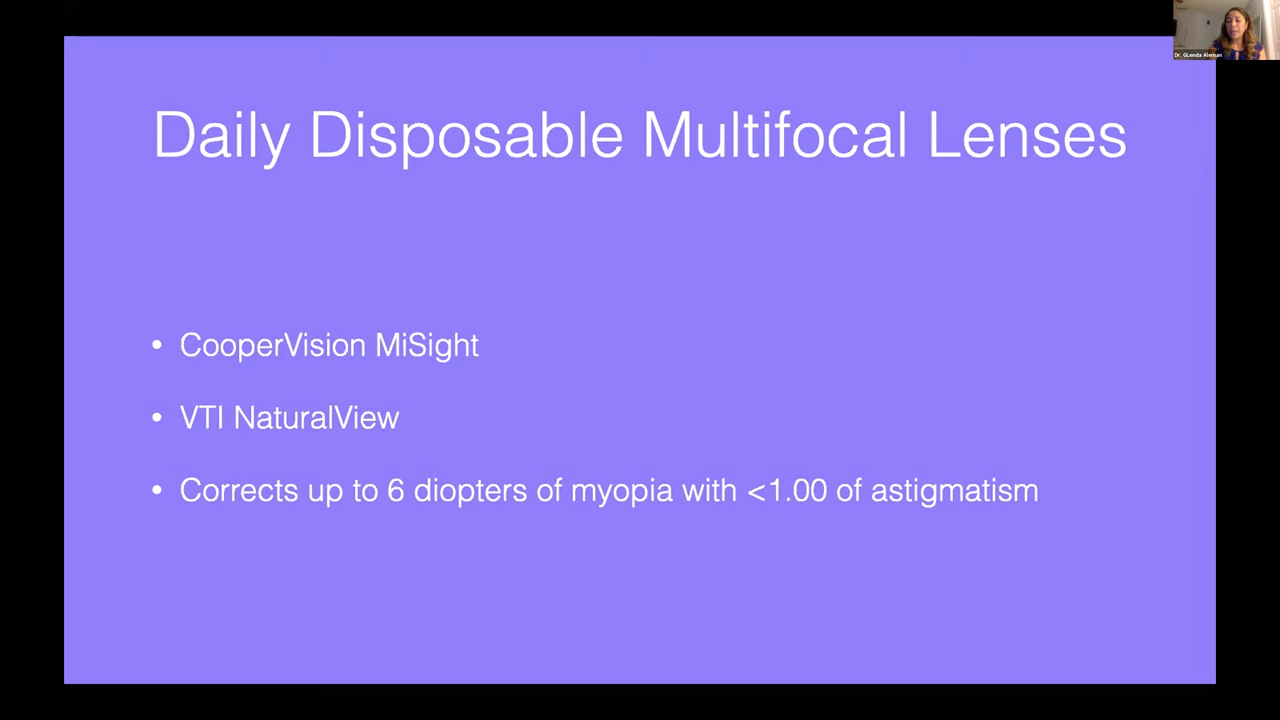 Dr. GLenda Aleman
Daily Disposable Multifocal Lenses
• CooperVision MiSight
• VTI NaturalView
• Corrects up to 6 diopters of myopia with <1.00 of astigmatism